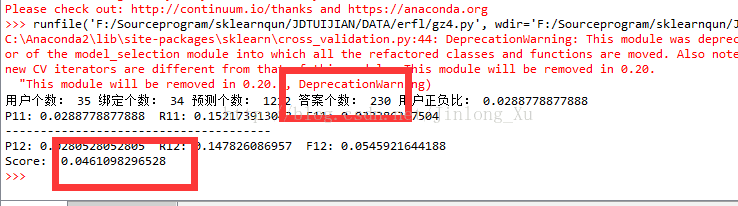 Please check out: http://continuum.io/thanks and https://anaconda.org
>>> runfile('F:/Sourceprogram/sklearnqun/JDTUIJIAN/DATA/erfl/gz4.py', wdir='F:/Sourceprogram/sklearnqun/J
C:\Anaconda2\lib\site-packages\sklearn\cross_validation.py:44: DeprecationWarning: This module was deprec
or of the model_selection module into which all the refactored classes and functions are moved. Also note
new CV iterators are different from that of this module. This module will be removed in 0.20.
"This module will be removed in 0.20.", DeprecationWarning)
用户个数: 35 绑定个数: 34 预测个数: 1212 答案个数: 230 用户正负比: 0.0288778877888
P11: 0.0288778877888 R11: 0.1521739130 7504
----------------------------------
P12: 0.0280528052805 R12: 0.147826086957 F12: 0.0545921644188
Score: 0.0461098296528
>>>